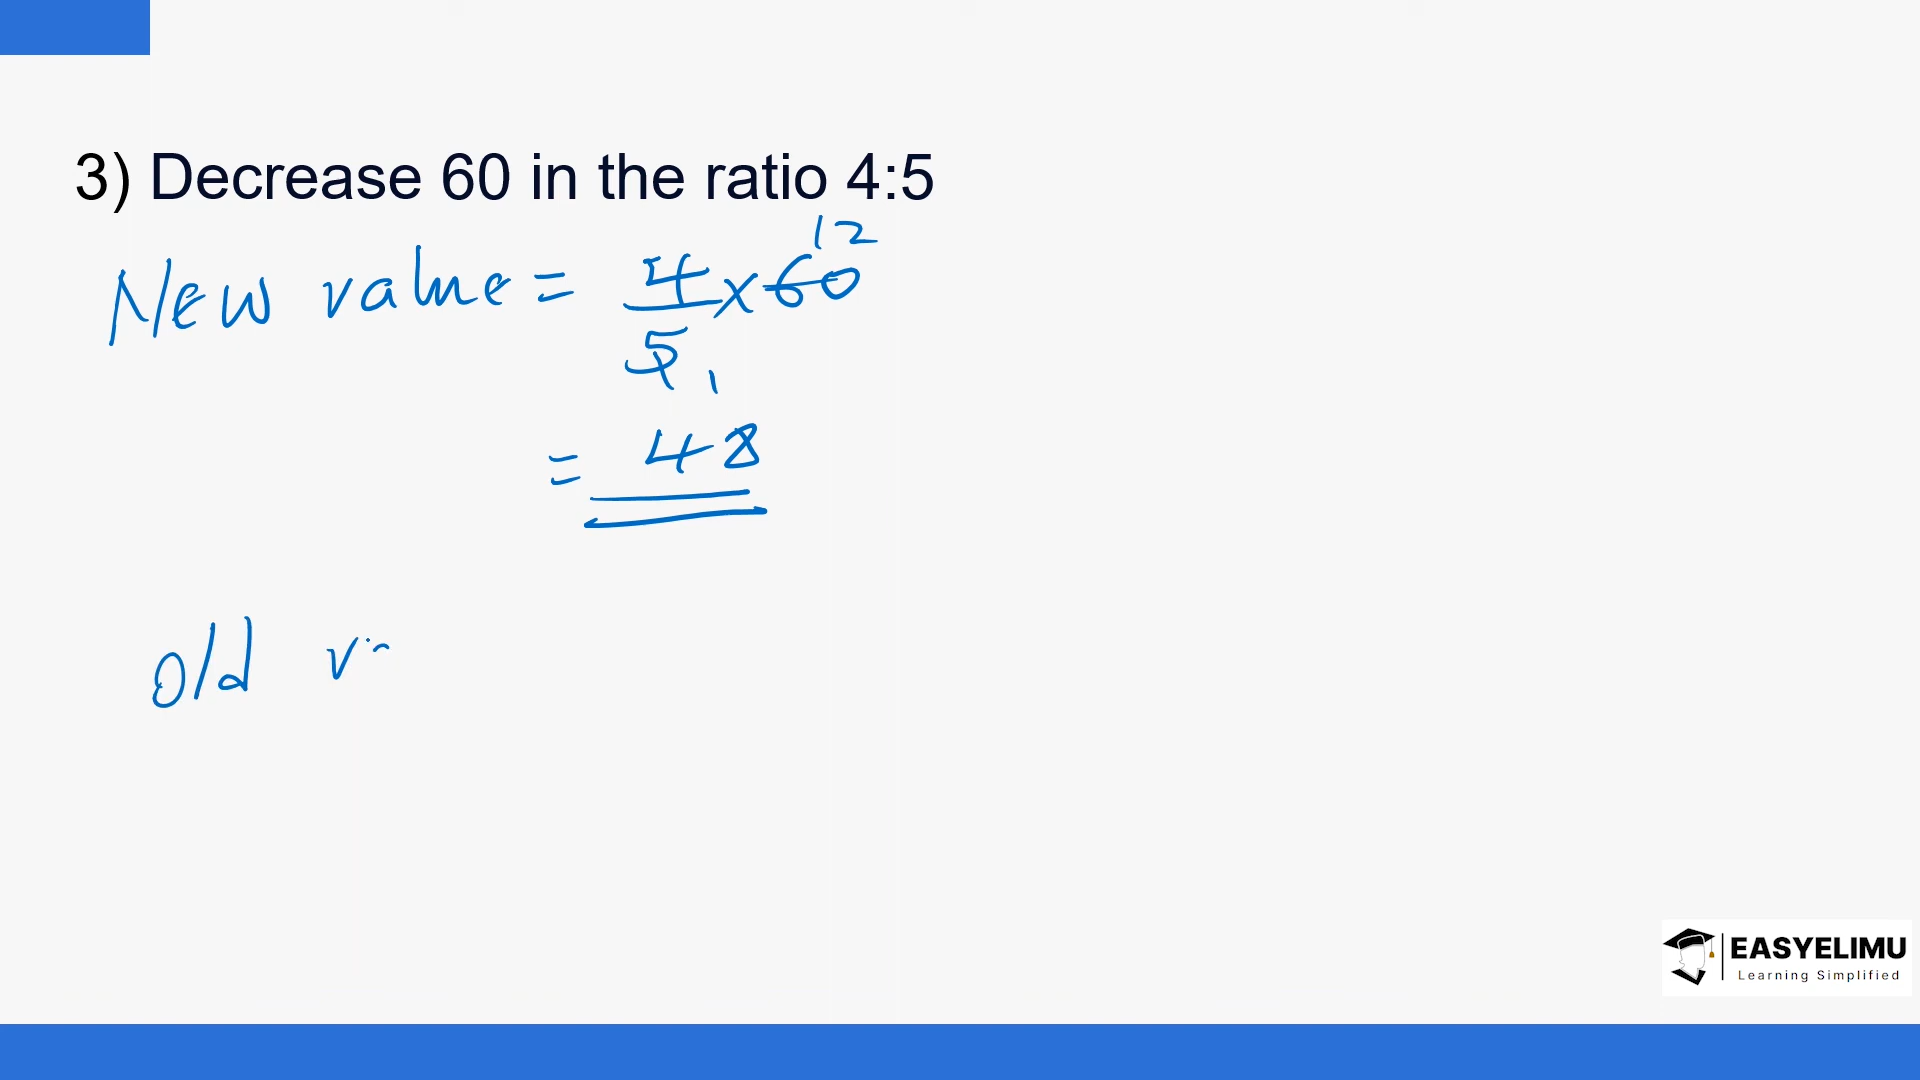 3) Decrease 60 in the ratio 4:5
12
New value = 4/5 x 60
1
= 48
Old
EASYELIMU
Learning Simplified